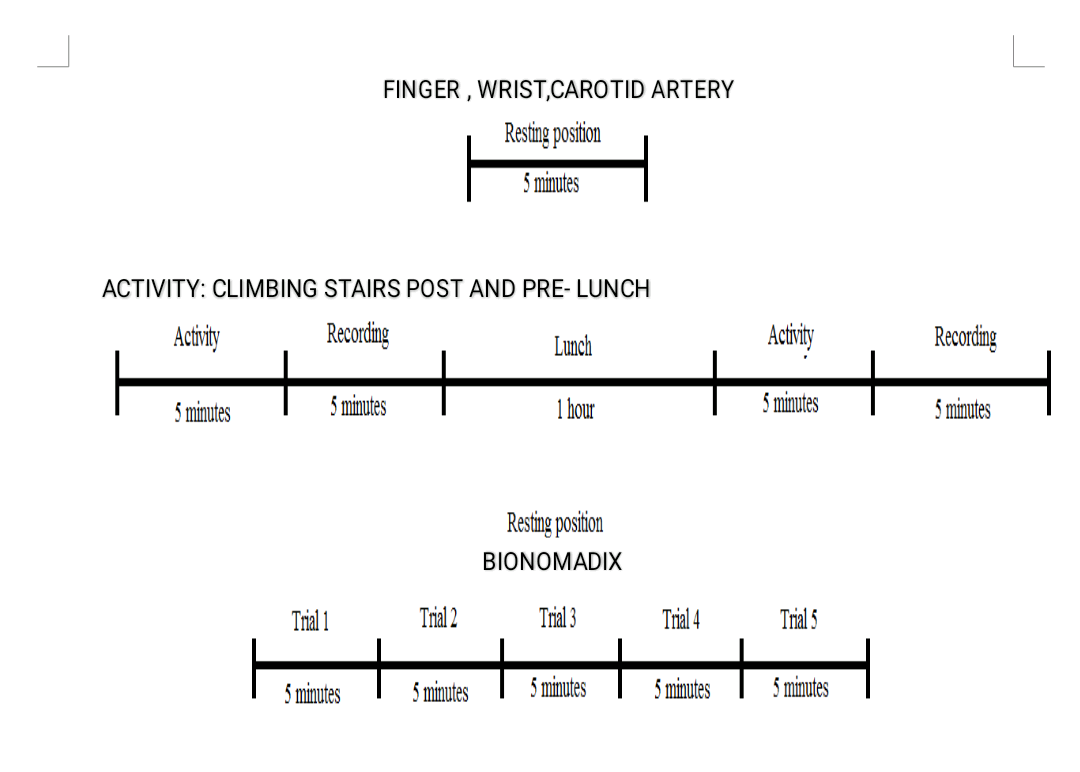 FINGER , WRIST,CAROTID ARTERY
Resting position
5 minutes
ACTIVITY: CLIMBING STAIRS POST AND PRE- LUNCH
Activity Recording Lunch Activity Recording
5 minutes 5 minutes 1 hour 5 minutes 5 minutes
Resting position
BIONOMADIX
Trial 1 Trial 2 Trial 3 Trial 4 Trial 5
5 minutes 5 minutes 5 minutes 5 minutes 5 minutes